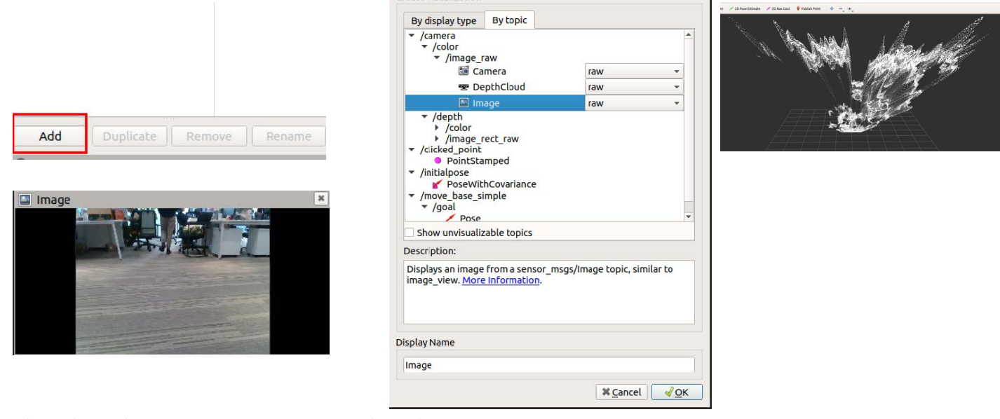 Add Duplicate Remove Rename
Image
By display type By topic
/camera
/color
/image_raw
Camera raw
DepthCloud raw
Image raw
/depth
/color
/image_rect_raw
/clicked_point
PointStamped
/initialpose
PoseWithCovariance
/move_base_simple
/goal
Pose
Show unvisualizable topics
Description:
Displays an image from a sensor_msgs/Image topic, similar to
image_view. More Information.
Display Name
Image
Cancel OK
2D Pose Estimate 2D Nav Goal Publish Point